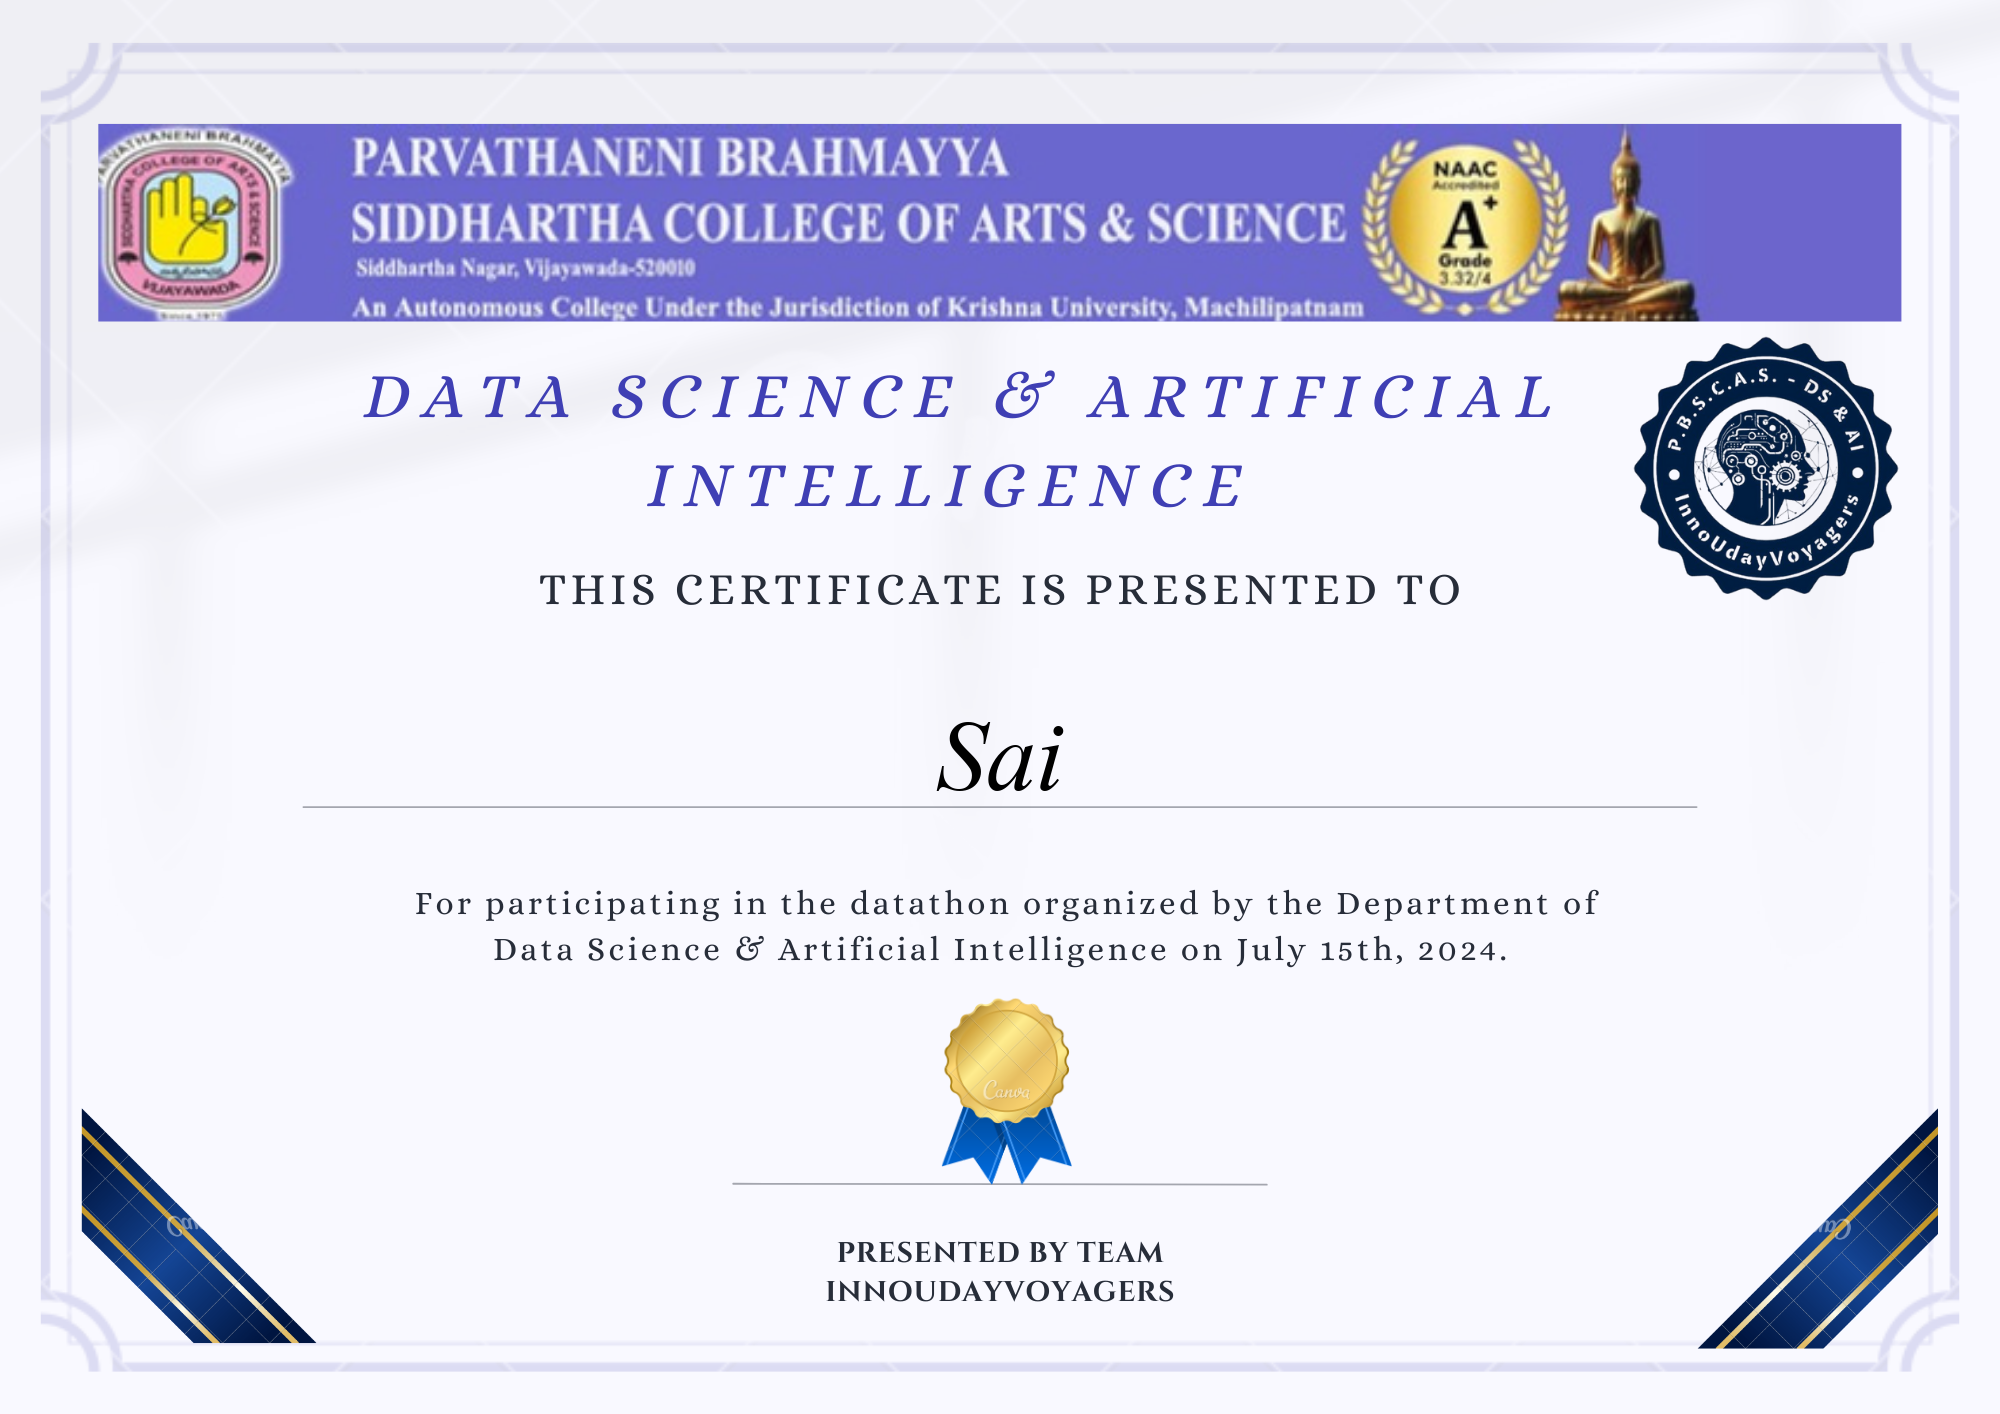 PARVATHANENI BRAHMAYYA
SIDDHARTHA COLLEGE OF ARTS & SCIENCE
Siddhartha Nagar, Vijayawada-520010
An Autonomous College Under the Jurisdiction of Krishna University, Machilipatnam
PARVATHANENI BRAHMAYYA
SIDDHARTHA COLLEGE OF ARTS & SCIENCE
VIJAYAWADA
Since 1975
NAAC
Accredited
A+
Grade
3.32/4
DATA SCIENCE & ARTIFICIAL
INTELLIGENCE
P.B.S.C.A.S. - DS & AI
InnoUdayVoyagers
THIS CERTIFICATE IS PRESENTED TO
Sai
For participating in the datathon organized by the Department of
Data Science & Artificial Intelligence on July 15th, 2024.
Canva
PRESENTED BY TEAM
INNOUDAYVOYAGERS